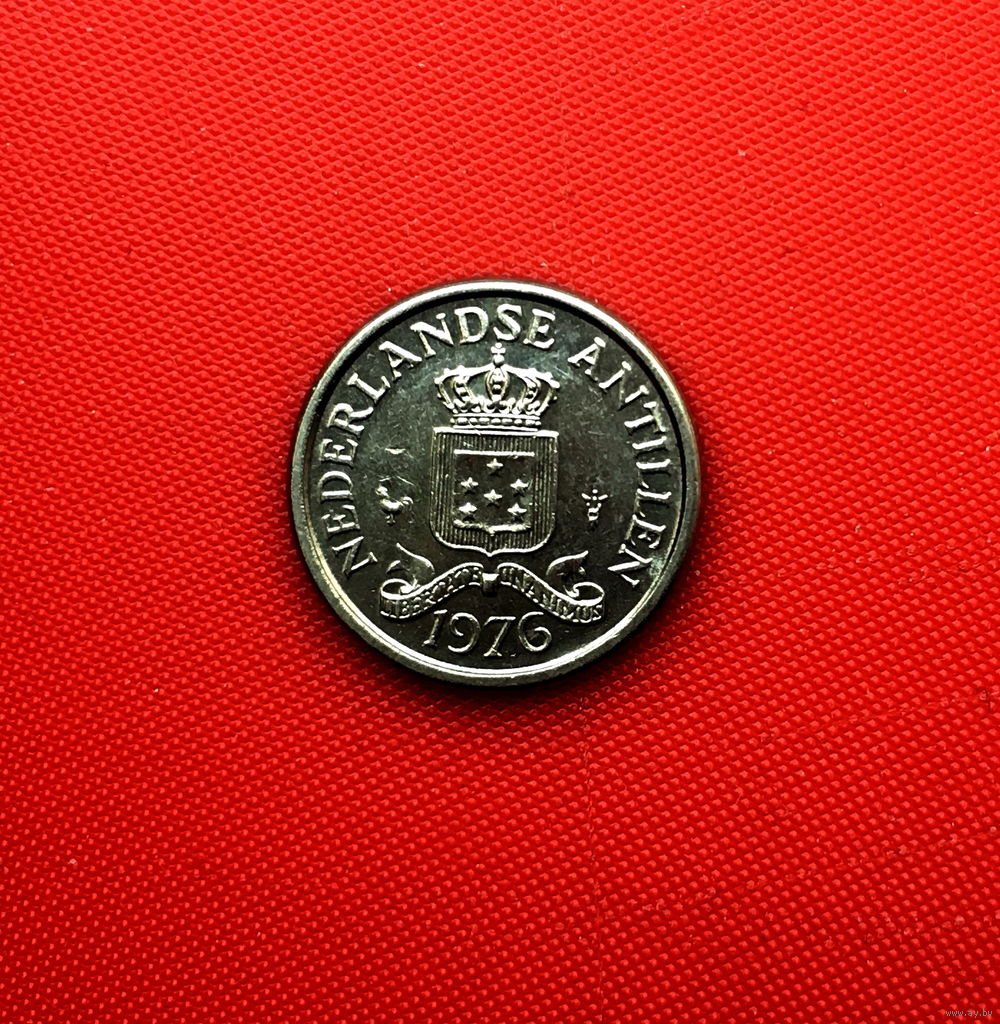 NEDERLANDSE ANTILLEN
LIBERTATE UNANIMUS
1976
www.ay.by